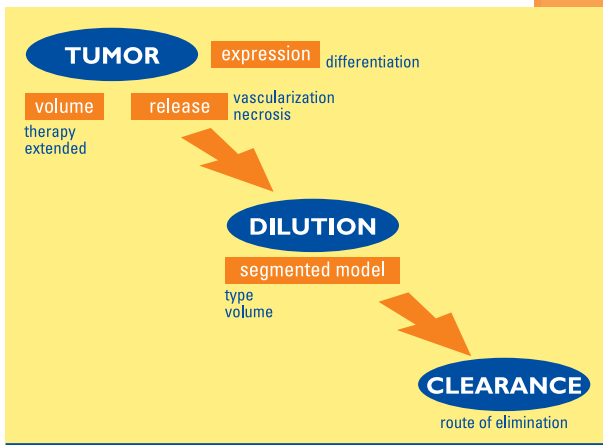 TUMOR
expression
differentiation
volume
release
vascularization
necrosis
therapy
extended
DILUTION
segmented model
type
volume
CLEARANCE
route of elimination